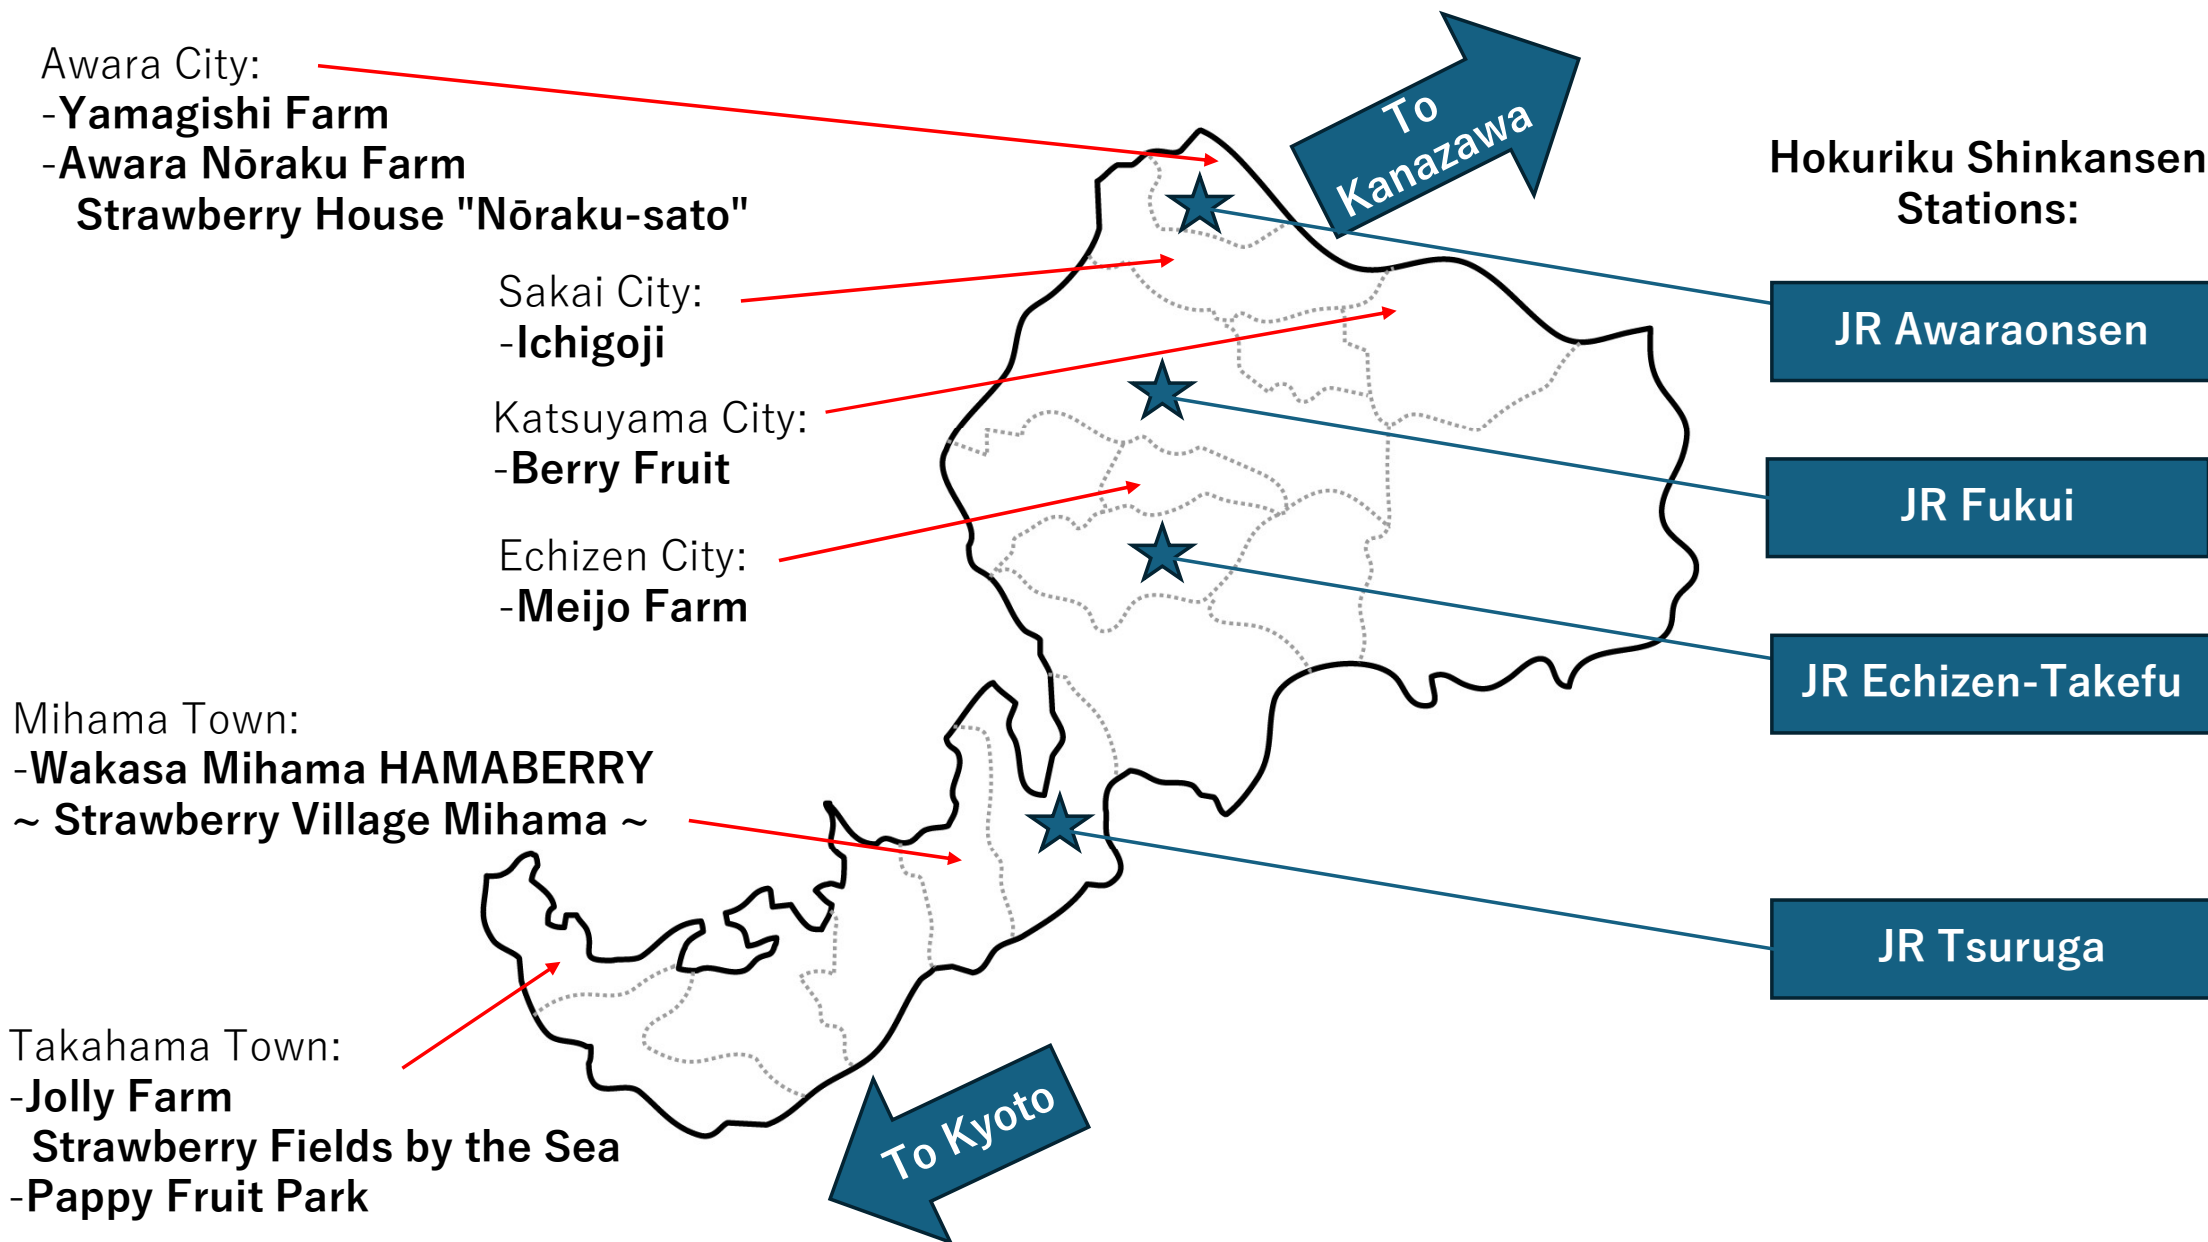 Awara City:
-Yamagishi Farm
-Awara Nōraku Farm
Strawberry House "Nōraku-sato"
Sakai City:
-Ichigoji
Katsuyama City:
-Berry Fruit
Echizen City:
-Meijo Farm
Mihama Town:
-Wakasa Mihama HAMABERRY
~ Strawberry Village Mihama ~
Takahama Town:
-Jolly Farm
Strawberry Fields by the Sea
-Pappy Fruit Park
To
Kanazawa
To Kyoto
Hokuriku Shinkansen
Stations:
JR Awaraonsen
JR Fukui
JR Echizen-Takefu
JR Tsuruga